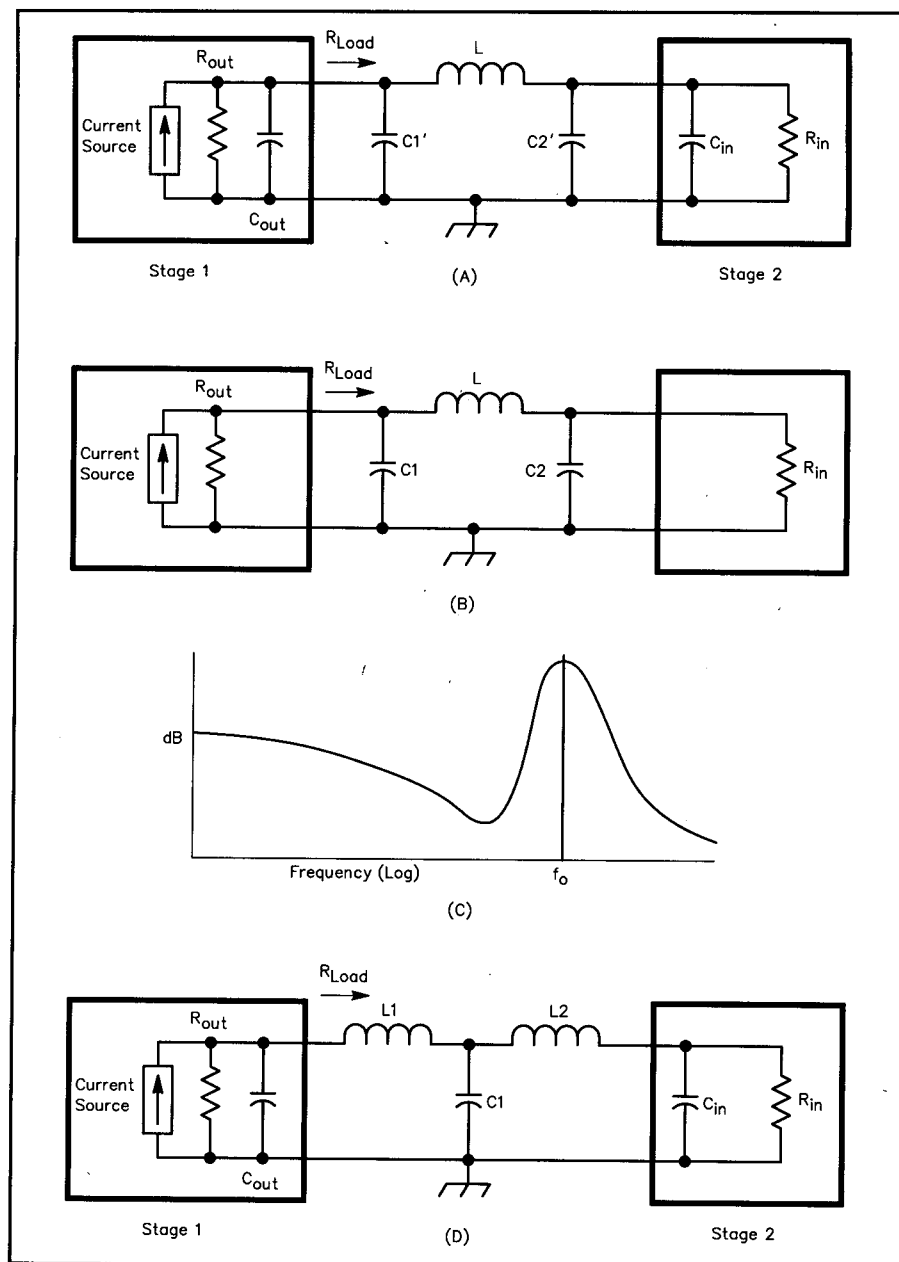 R_Load
L
R_out
Current
Source
C1'
C2'
C_in
R_in
C_out
Stage 1
(A)
Stage 2
R_Load
L
R_out
Current
Source
C1
C2
R_in
(B)
dB
Frequency (Log)
f_o
(C)
R_Load
L1
L2
R_out
Current
Source
C1
C_in
R_in
C_out
Stage 1
(D)
Stage 2